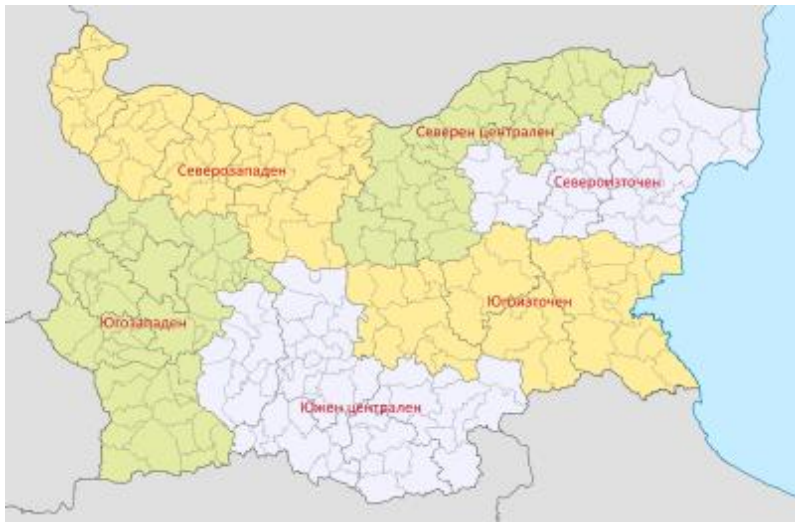 Северен централен
Северозападен
Североизточен
Югоизточен
Югозападен
Южен централен